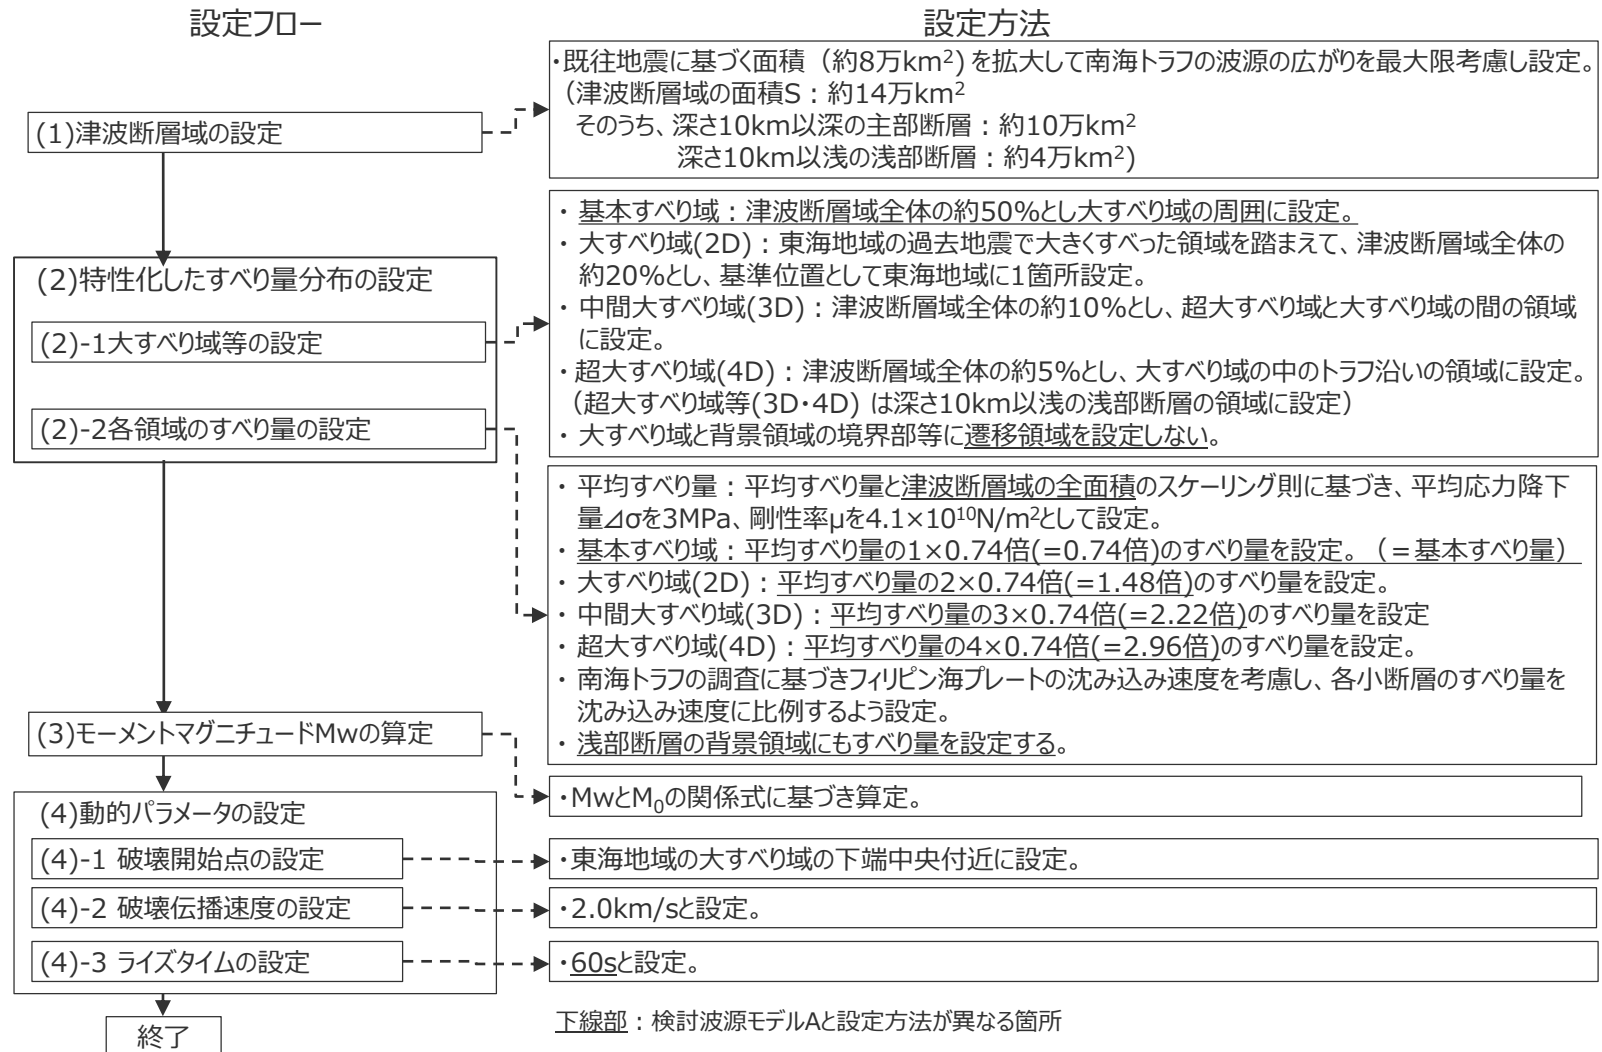 設定フロー
設定方法
(1)津波断層域の設定
・既往地震に基づく面積（約8万km²）を拡大して南海トラフの波源の広がりを最大限考慮し設定。
（津波断層域の面積S：約14万km²
そのうち、深さ10km以深の主部断層：約10万km²
深さ10km以浅の浅部断層：約4万km²)
(2)特性化したすべり量分布の設定
(2)-1大すべり域等の設定
(2)-2各領域のすべり量の設定
・ 基本すべり域：津波断層域全体の約50%とし大すべり域の周囲に設定。
・ 大すべり域(2D)：東海地域の過去地震で大きくすべった領域を踏まえて、津波断層域全体の
約20%とし、基準位置として東海地域に1箇所設定。
・ 中間大すべり域(3D)：津波断層域全体の約10%とし、超大すべり域と大すべり域の間の領域
に設定。
・超大すべり域(4D)：津波断層域全体の約5%とし、大すべり域の中のトラフ沿いの領域に設定。
（超大すべり域等(3D・4D) は深さ10km以浅の浅部断層の領域に設定）
・ 大すべり域と背景領域の境界部等に遷移領域を設定しない。
・ 平均すべり量：平均すべり量と津波断層域の全面積のスケーリング則に基づき、平均応力降下
量⊿σを3MPa、剛性率μを4.1×10¹⁰N/m²として設定。
・ 基本すべり域：平均すべり量の1×0.74倍(=0.74倍)のすべり量を設定。（＝基本すべり量）
・ 大すべり域(2D)：平均すべり量の2×0.74倍(=1.48倍)のすべり量を設定。
・ 中間大すべり域(3D)：平均すべり量の3×0.74倍(=2.22倍)のすべり量を設定
・ 超大すべり域(4D)：平均すべり量の4×0.74倍(=2.96倍)のすべり量を設定。
・ 南海トラフの調査に基づきフィリピン海プレートの沈み込み速度を考慮し、各小断層のすべり量を
沈み込み速度に比例するよう設定。
・ 浅部断層の背景領域にもすべり量を設定する。
(3)モーメントマグニチュードMwの算定
・MwとM₀の関係式に基づき算定。
(4)動的パラメータの設定
(4)-1 破壊開始点の設定
・東海地域の大すべり域の下端中央付近に設定。
(4)-2 破壊伝播速度の設定
・2.0km/sと設定。
(4)-3 ライズタイムの設定
・60sと設定。
終了
下線部：検討波源モデルAと設定方法が異なる箇所